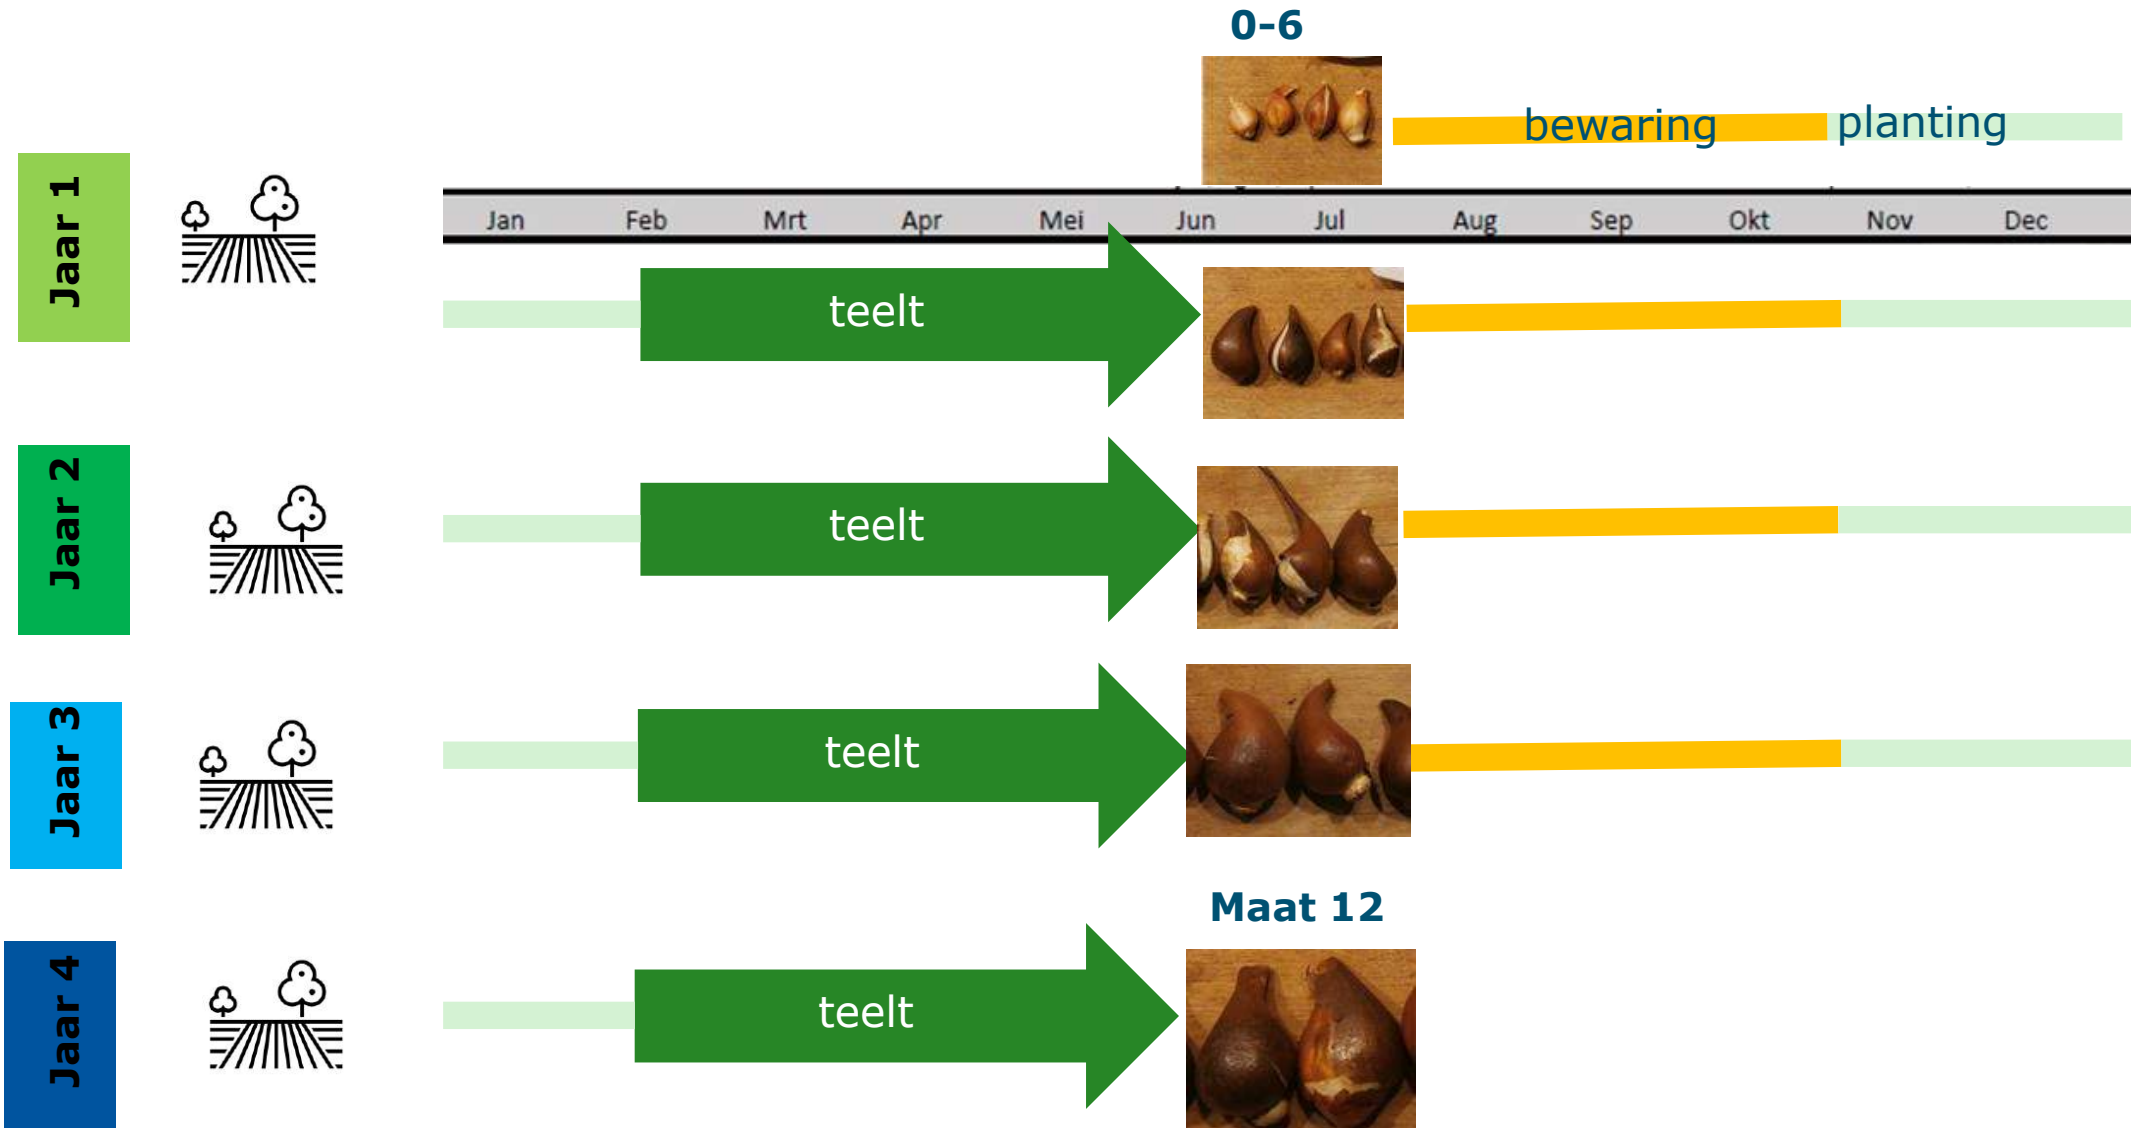 0-6
bewaring
planting
Jaar 1
Jan Feb Mrt Apr Mei Jun Jul Aug Sep Okt Nov Dec
teelt
Jaar 2
teelt
Jaar 3
teelt
Maat 12
Jaar 4
teelt